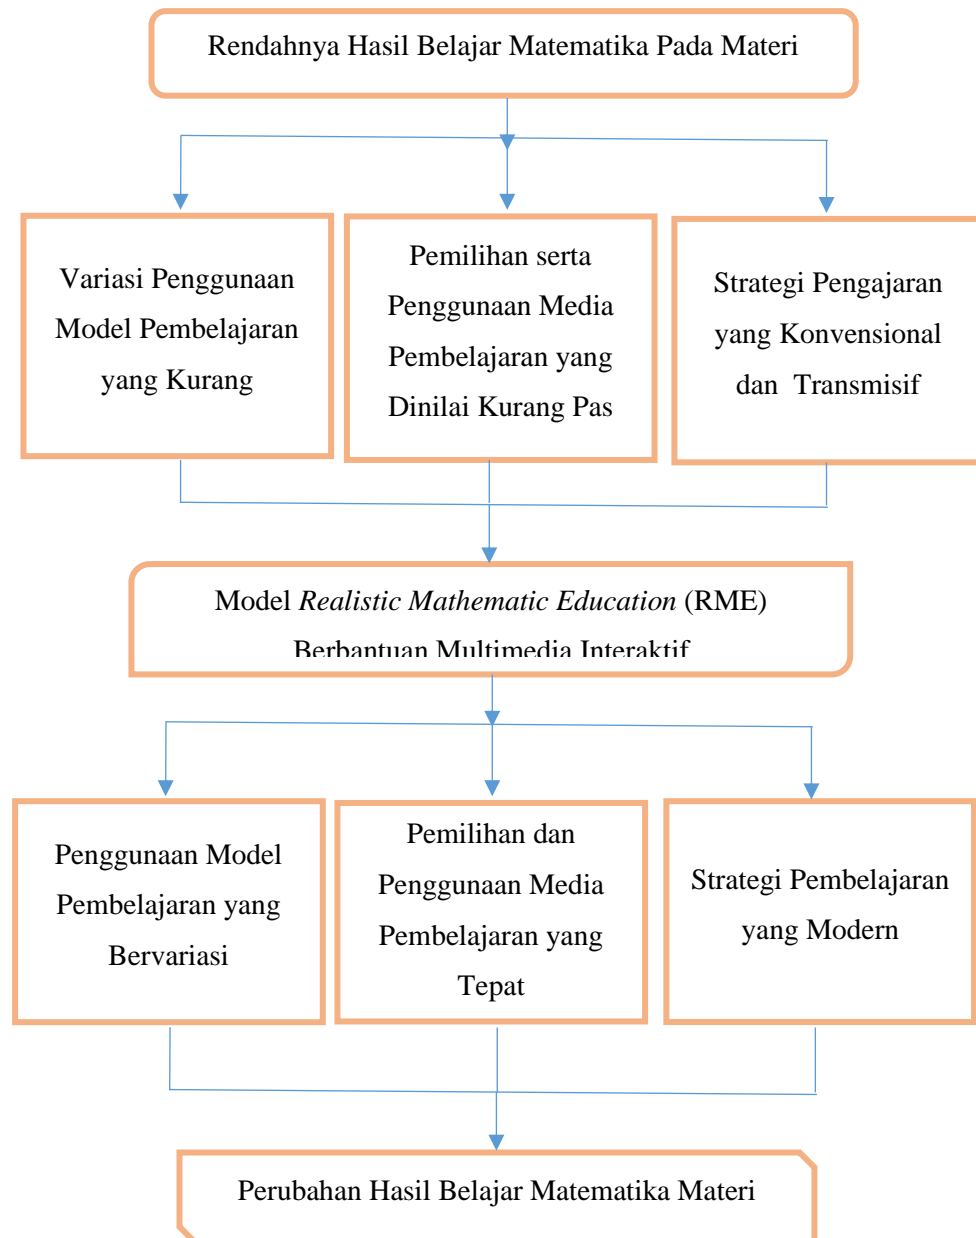 Rendahnya Hasil Belajar Matematika Pada Materi
Variasi Penggunaan
Model Pembelajaran
yang Kurang
Pemilihan serta
Penggunaan Media
Pembelajaran yang
Dinilai Kurang Pas
Strategi Pengajaran
yang Konvensional
dan Transmisif
Model Realistic Mathematic Education (RME)
Berbantuan Multimedia Interaktif
Penggunaan Model
Pembelajaran yang
Bervariasi
Pemilihan dan
Penggunaan Media
Pembelajaran yang
Tepat
Strategi Pembelajaran
yang Modern
Perubahan Hasil Belajar Matematika Materi